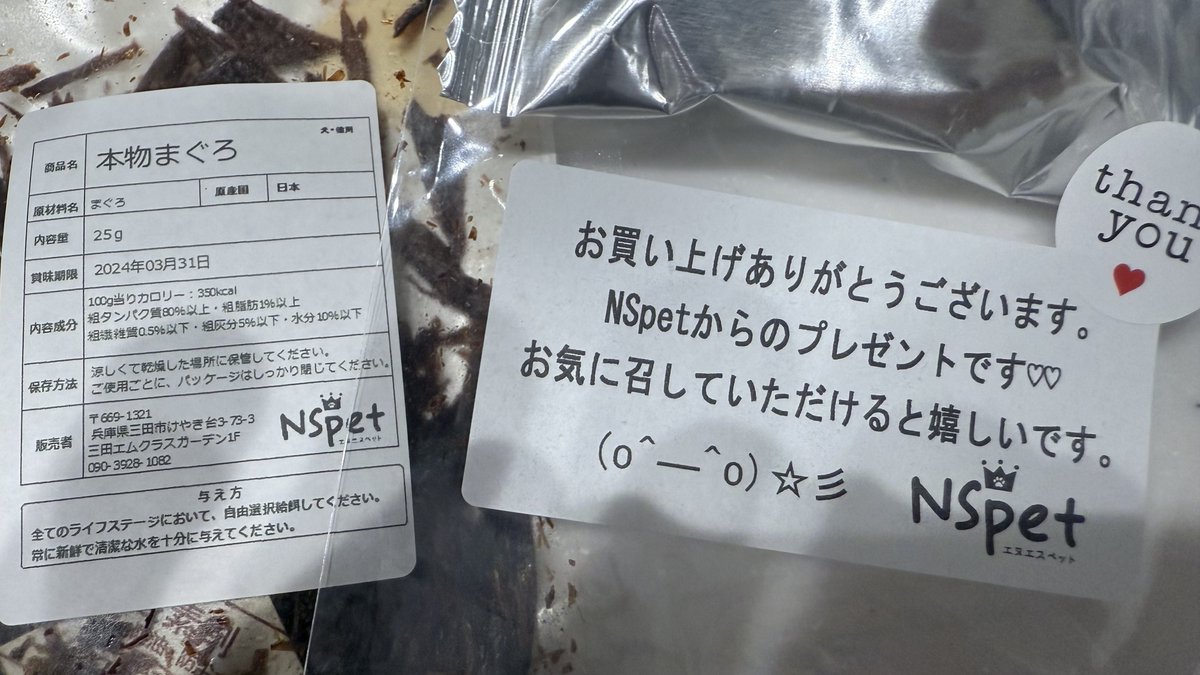 犬・猫用
商品名 本物まぐろ
原材料名 まぐろ 原産国 日本
内容量 25g
賞味期限 2024年03月31日
内容成分 100g当りカロリー:350kcal
粗タンパク質80%以上・粗脂肪1%以上
粗繊維質0.5%以下・粗灰分5%以下・水分10%以下
保存方法 涼しくて乾燥した場所に保管してください。
ご使用ごとに、パッケージはしっかり閉じてください。
販売者 〒669-1321
兵庫県三田市けやき台3-73-3
三田エムクラスガーデン1F
090-3928-1082
NSpet
エヌエスペット
与え方
全てのライフステージにおいて、自由選択給餌してください。
常に新鮮で清潔な水を十分に与えてください。
お買い上げありがとうございます。
NSpetからのプレゼントです♡♡
お気に召していただけると嬉しいです。
(o^―^o)☆彡
NSpet
エヌエスペット
than
you